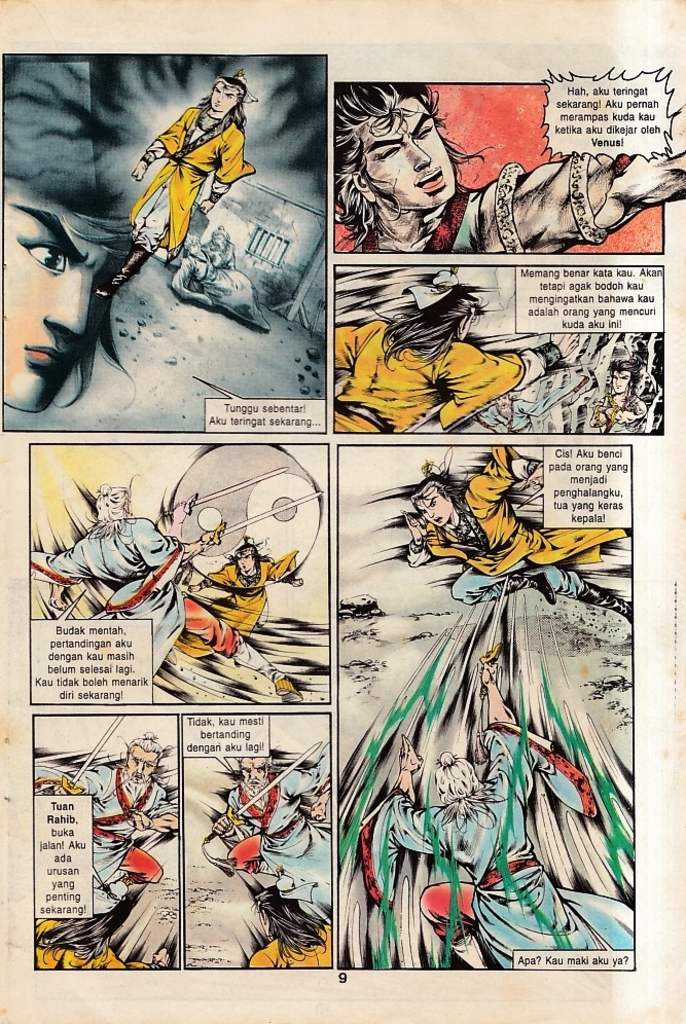 Tunggu sebentar!
Aku teringat sekarang...
Hah, aku teringat
sekarang! Aku pernah
merampas kuda kau
ketika aku dikejar oleh
Venus!
Memang benar kata kau. Akan
tetapi agak bodoh kau
mengingatkan bahawa kau
adalah orang yang mencuri
kuda aku ini!
Budak mentah,
pertandingan aku
dengan kau masih
belum selesai lagi.
Kau tidak boleh menarik
diri sekarang!
Tuan
Rahib,
buka
jalan! Aku
ada
urusan
yang
penting
sekarang!
Tidak, kau mesti
bertanding
dengan aku lagi!
Cis! Aku benci
pada orang yang
menjadi
penghalangku,
tua yang keras
kepala!
Apa? Kau maki aku ya?
9